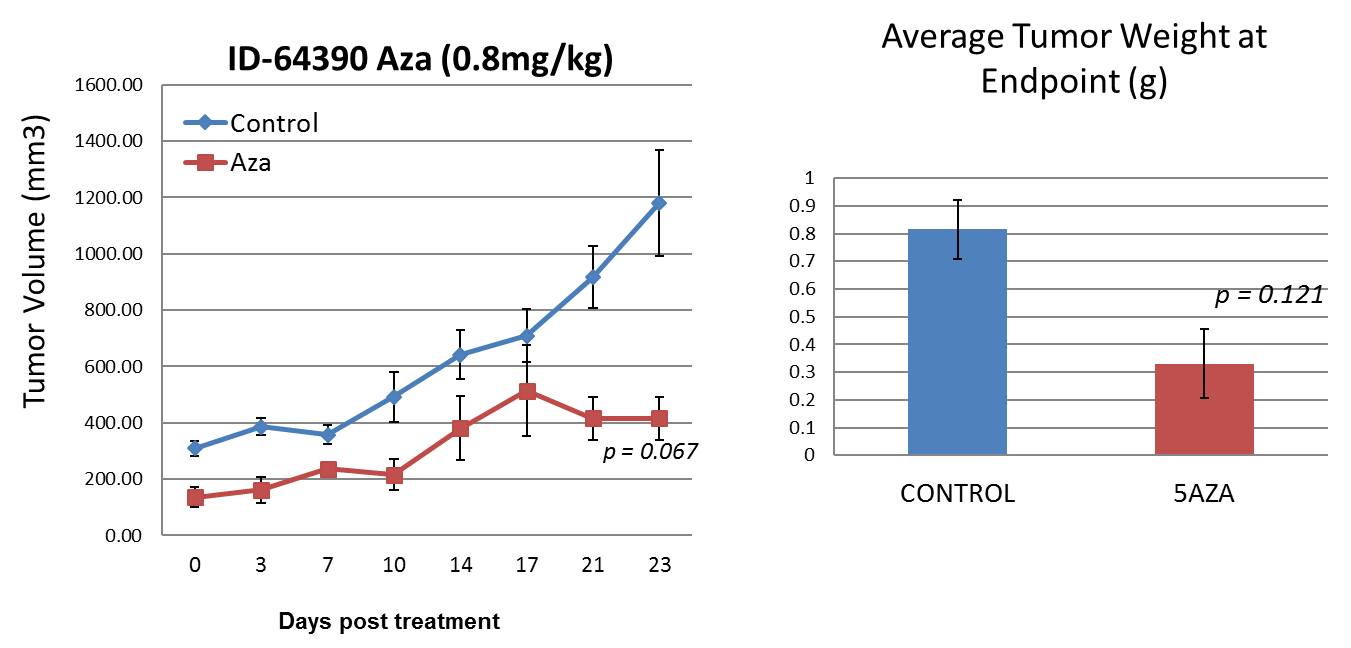 ID-64390 Aza (0.8mg/kg)
Tumor Volume (mm3)
1600.00
1400.00
1200.00
1000.00
800.00
600.00
400.00
200.00
0.00
Control
Aza
p = 0.067
0 3 7 10 14 17 21 23
Days post treatment
Average Tumor Weight at
Endpoint (g)
1
0.9
0.8
0.7
0.6
0.5
0.4
0.3
0.2
0.1
0
p = 0.121
CONTROL 5AZA